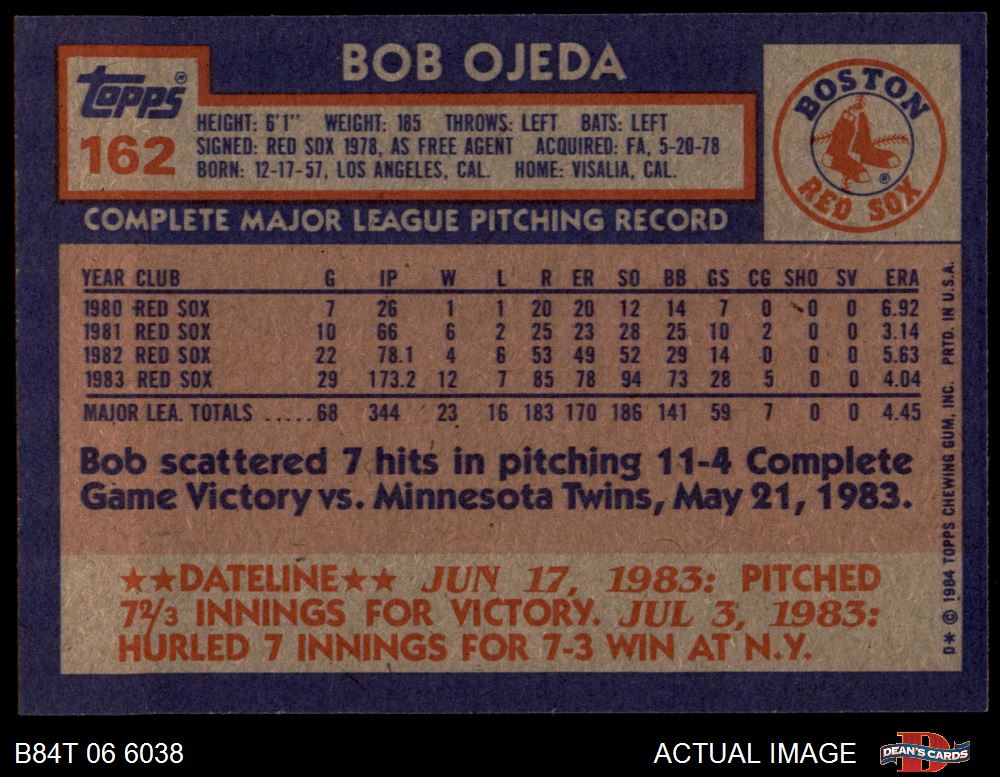 BOB OJEDA
Topps®
162
HEIGHT: 6'1" WEIGHT: 185 THROWS: LEFT BATS: LEFT
SIGNED: RED SOX 1978, AS FREE AGENT ACQUIRED: FA, 5-20-78
BORN: 12-17-57, LOS ANGELES, CAL. HOME: VISALIA, CAL.
BOSTON
RED SOX
®
COMPLETE MAJOR LEAGUE PITCHING RECORD
YEAR CLUB G IP W L R ER SO BB GS CG SHO SV ERA
1980 RED SOX 7 26 1 1 20 20 12 14 7 0 0 0 6.92
1981 RED SOX 10 66 6 2 25 23 28 25 10 2 0 0 3.14
1982 RED SOX 22 78.1 4 6 53 49 52 29 14 0 0 0 5.63
1983 RED SOX 29 173.2 12 7 85 78 94 73 28 5 0 0 4.04
MAJOR LEA. TOTALS .....68 344 23 16 183 170 186 141 59 7 0 0 4.45
Bob scattered 7 hits in pitching 11-4 Complete
Game Victory vs. Minnesota Twins, May 21, 1983.
★★DATELINE★★ JUN 17, 1983: PITCHED
7 2/3 INNINGS FOR VICTORY. JUL 3, 1983:
HURLED 7 INNINGS FOR 7-3 WIN AT N.Y.
D* © 1984 TOPPS CHEWING GUM, INC. PRTD. IN U.S.A.
B84T 06 6038
ACTUAL IMAGE
DEAN'S CARDS